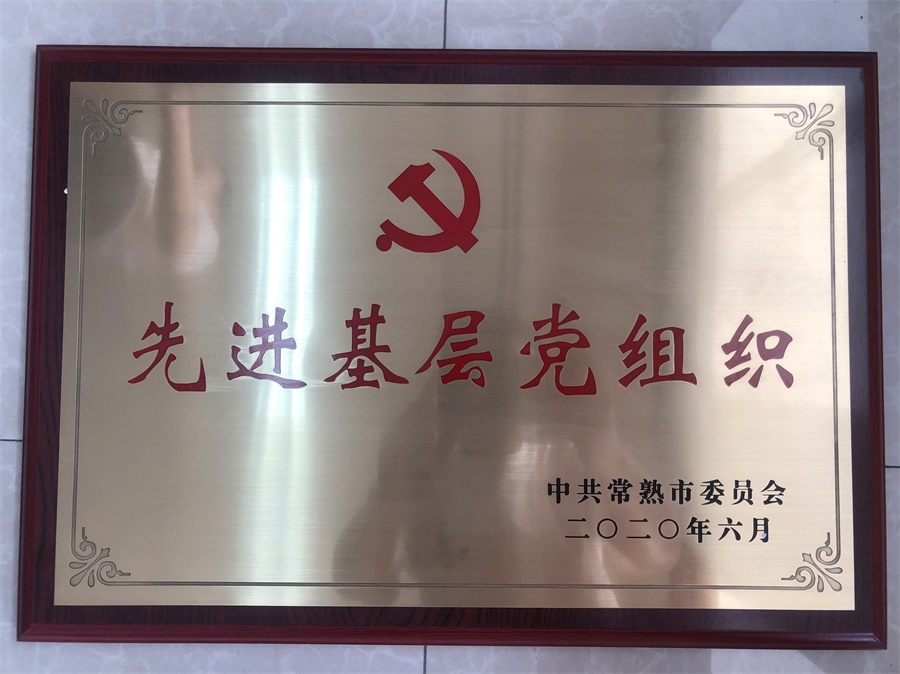 先进基层党组织
中共常熟市委员会
二〇二〇年六月